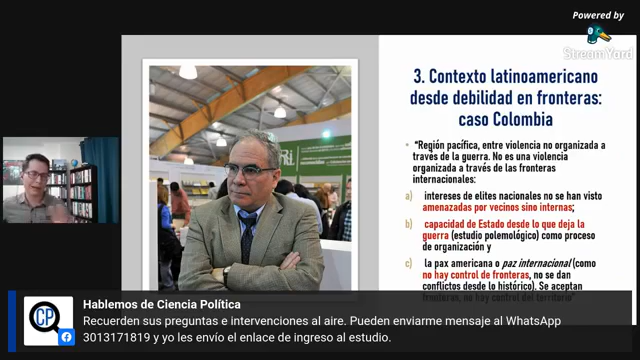 Powered by
StreamYard
3. Contexto latinoamericano
desde debilidad en fronteras:
caso Colombia
• "Región pacífica, entre violencia no organizada a
través de la guerra. No es una violencia
organizada a través de las fronteras
internacionales:
a) intereses de elites nacionales no se han visto
amenazadas por vecinos sino internas;
b) capacidad de Estado desde lo que deja la
guerra (estudio polemológico) como proceso
de organización y
c) la pax americana o paz internacional (como
no hay control de fronteras, no se dan
conflictos desde lo histórico). Se aceptan
fronteras, no hay control del territorio"
CP
Hablemos de Ciencia Política
Recuerden sus preguntas e intervenciones al aire. Pueden enviarme mensaje al WhatsApp
3013171819 y yo les envío el enlace de ingreso al estudio.